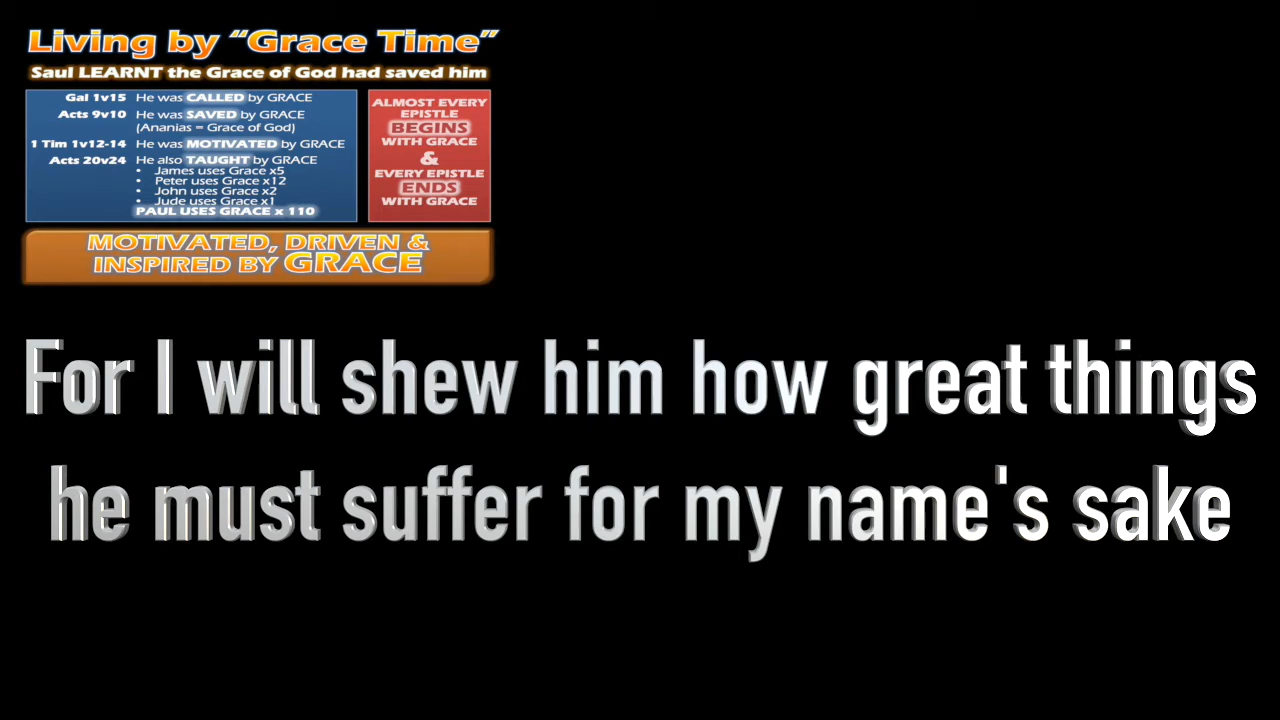 Living by “Grace Time”
Saul LEARNT the Grace of God had saved him
Gal 1v15 He was CALLED by GRACE
Acts 9v10 He was SAVED by GRACE
(Ananias = Grace of God)
1 Tim 1v12-14 He was MOTIVATED by GRACE
Acts 20v24 He also TAUGHT by GRACE
• James uses Grace x5
• Peter uses Grace x12
• John uses Grace x2
• Jude uses Grace x1
PAUL USES GRACE x 110
ALMOST EVERY
EPISTLE
BEGINS
WITH GRACE
&
EVERY EPISTLE
ENDS
WITH GRACE
MOTIVATED, DRIVEN &
INSPIRED BY GRACE
For I will shew him how great things
he must suffer for my name's sake